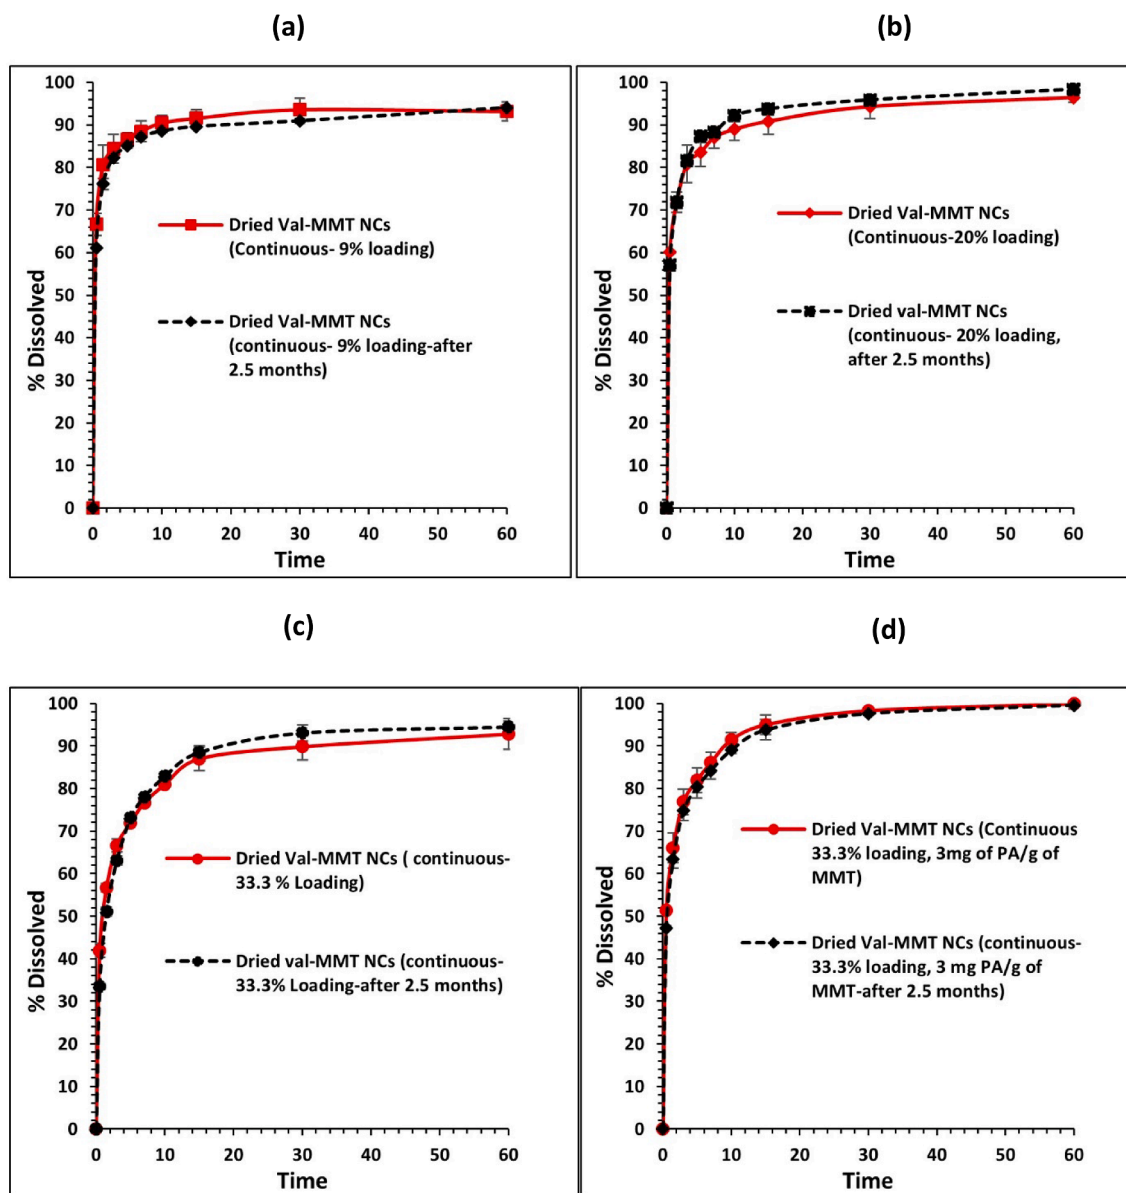 (a)
(b)
100
90
80
70
60
50
40
30
20
10
0
% Dissolved
Dried Val-MMT NCs
(Continuous- 9% loading)
Dried Val-MMT NCs
(continuous- 9% loading-after
2.5 months)
0 10 20 30 40 50 60
Time
100
90
80
70
60
50
40
30
20
10
0
% Dissolved
Dried Val-MMT NCs
(Continuous-20% loading)
Dried val-MMT NCs
(continuous- 20% loading,
after 2.5 months)
0 10 20 30 40 50 60
Time
(c)
(d)
100
90
80
70
60
50
40
30
20
10
0
% Dissolved
Dried Val-MMT NCs ( continuous-
33.3 % Loading)
Dried val-MMT NCs (continuous-
33.3% Loading-after 2.5 months)
0 10 20 30 40 50 60
Time
100
90
80
70
60
50
40
30
20
10
0
% Dissolved
Dried Val-MMT NCs (Continuous
33.3% loading, 3mg of PA/g of
MMT)
Dried Val-MMT NCs (continuous-
33.3% loading, 3 mg PA/g of
MMT-after 2.5 months)
0 10 20 30 40 50 60
Time